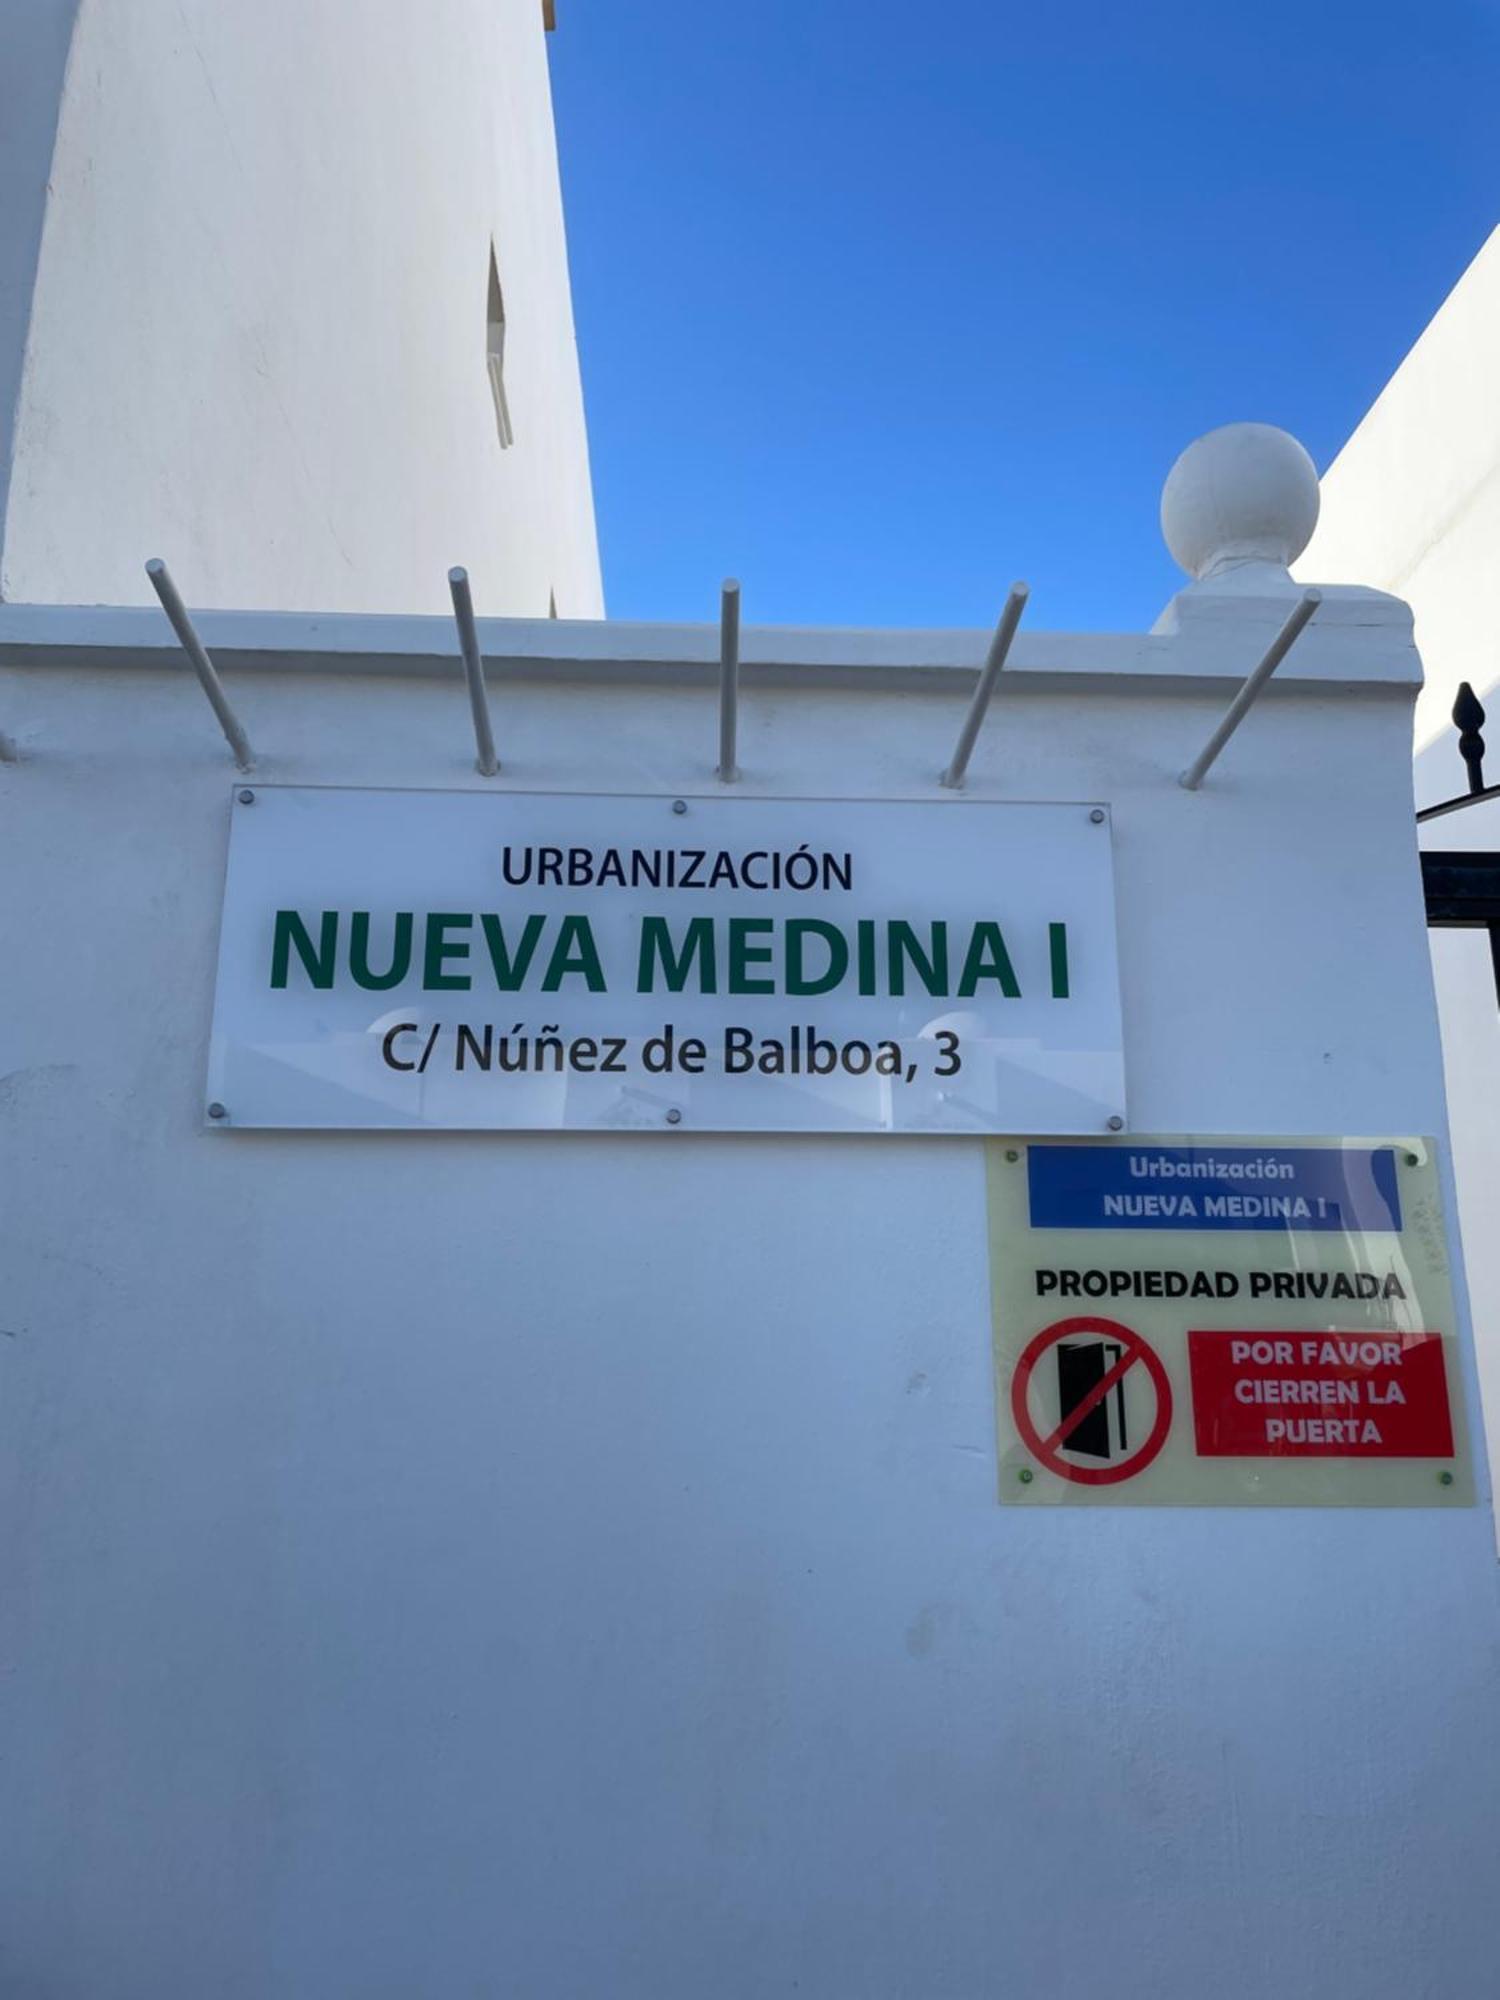 URBANIZACIÓN
NUEVA MEDINA I
C/ Núñez de Balboa, 3
Urbanización
NUEVA MEDINA I
PROPIEDAD PRIVADA
POR FAVOR
CIERREN LA
PUERTA